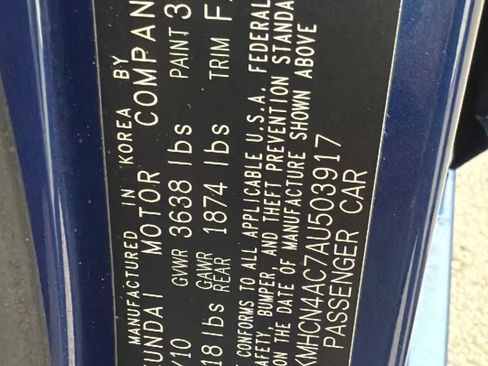 MANUFACTURED IN KOREA BY
HYUNDAI MOTOR COMPAN
/10 GVWR 3638 lbs PAINT 3
18 lbs GAWR REAR 1874 lbs TRIM F
CONFORMS TO ALL APPLICABLE U.S.A. FEDERAL
SAFETY, BUMPER, AND THEFT PREVENTION STANDA
ON THE DATE OF MANUFACTURE SHOWN ABOVE
KMHCN4AC7AU503917
PASSENGER CAR